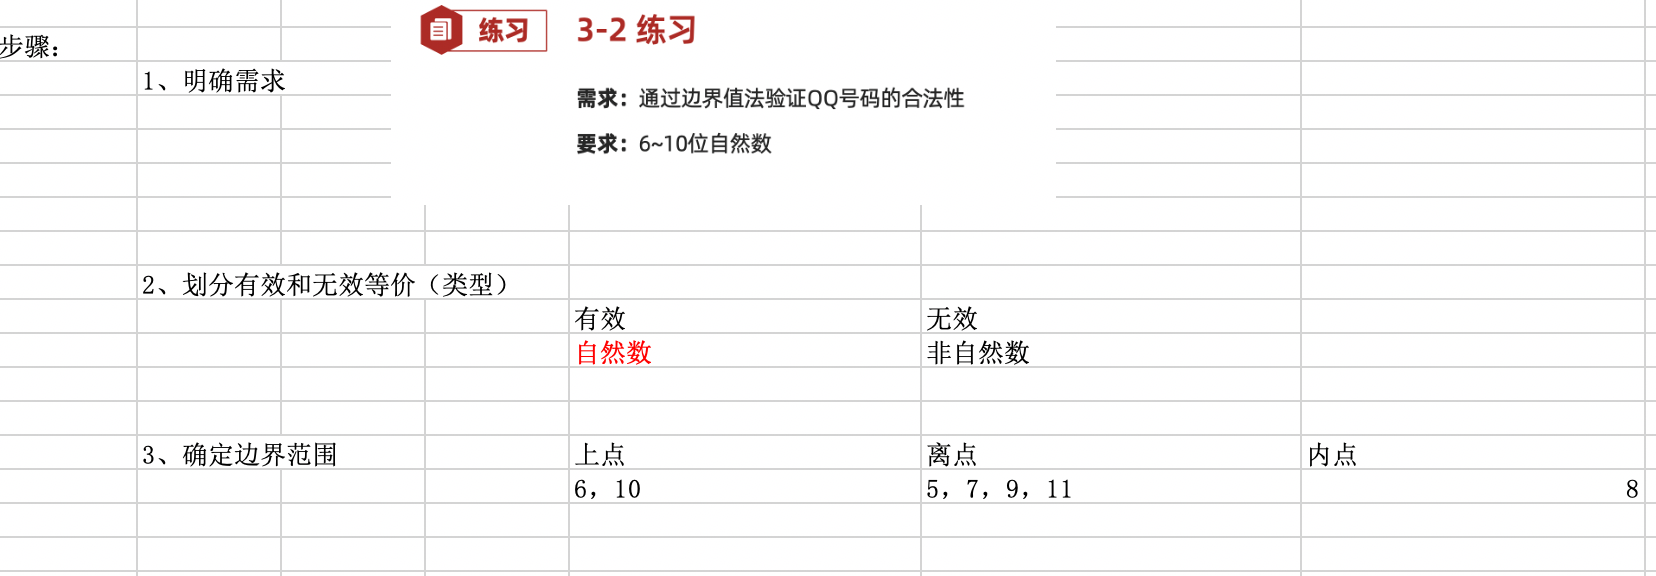 练习 3-2 练习
步骤：
1、明确需求
需求：通过边界值法验证QQ号码的合法性
要求：6~10位自然数
2、划分有效和无效等价（类型）
有效 无效
自然数 非自然数
3、确定边界范围 上点 离点 内点
6，10 5，7，9，11 8